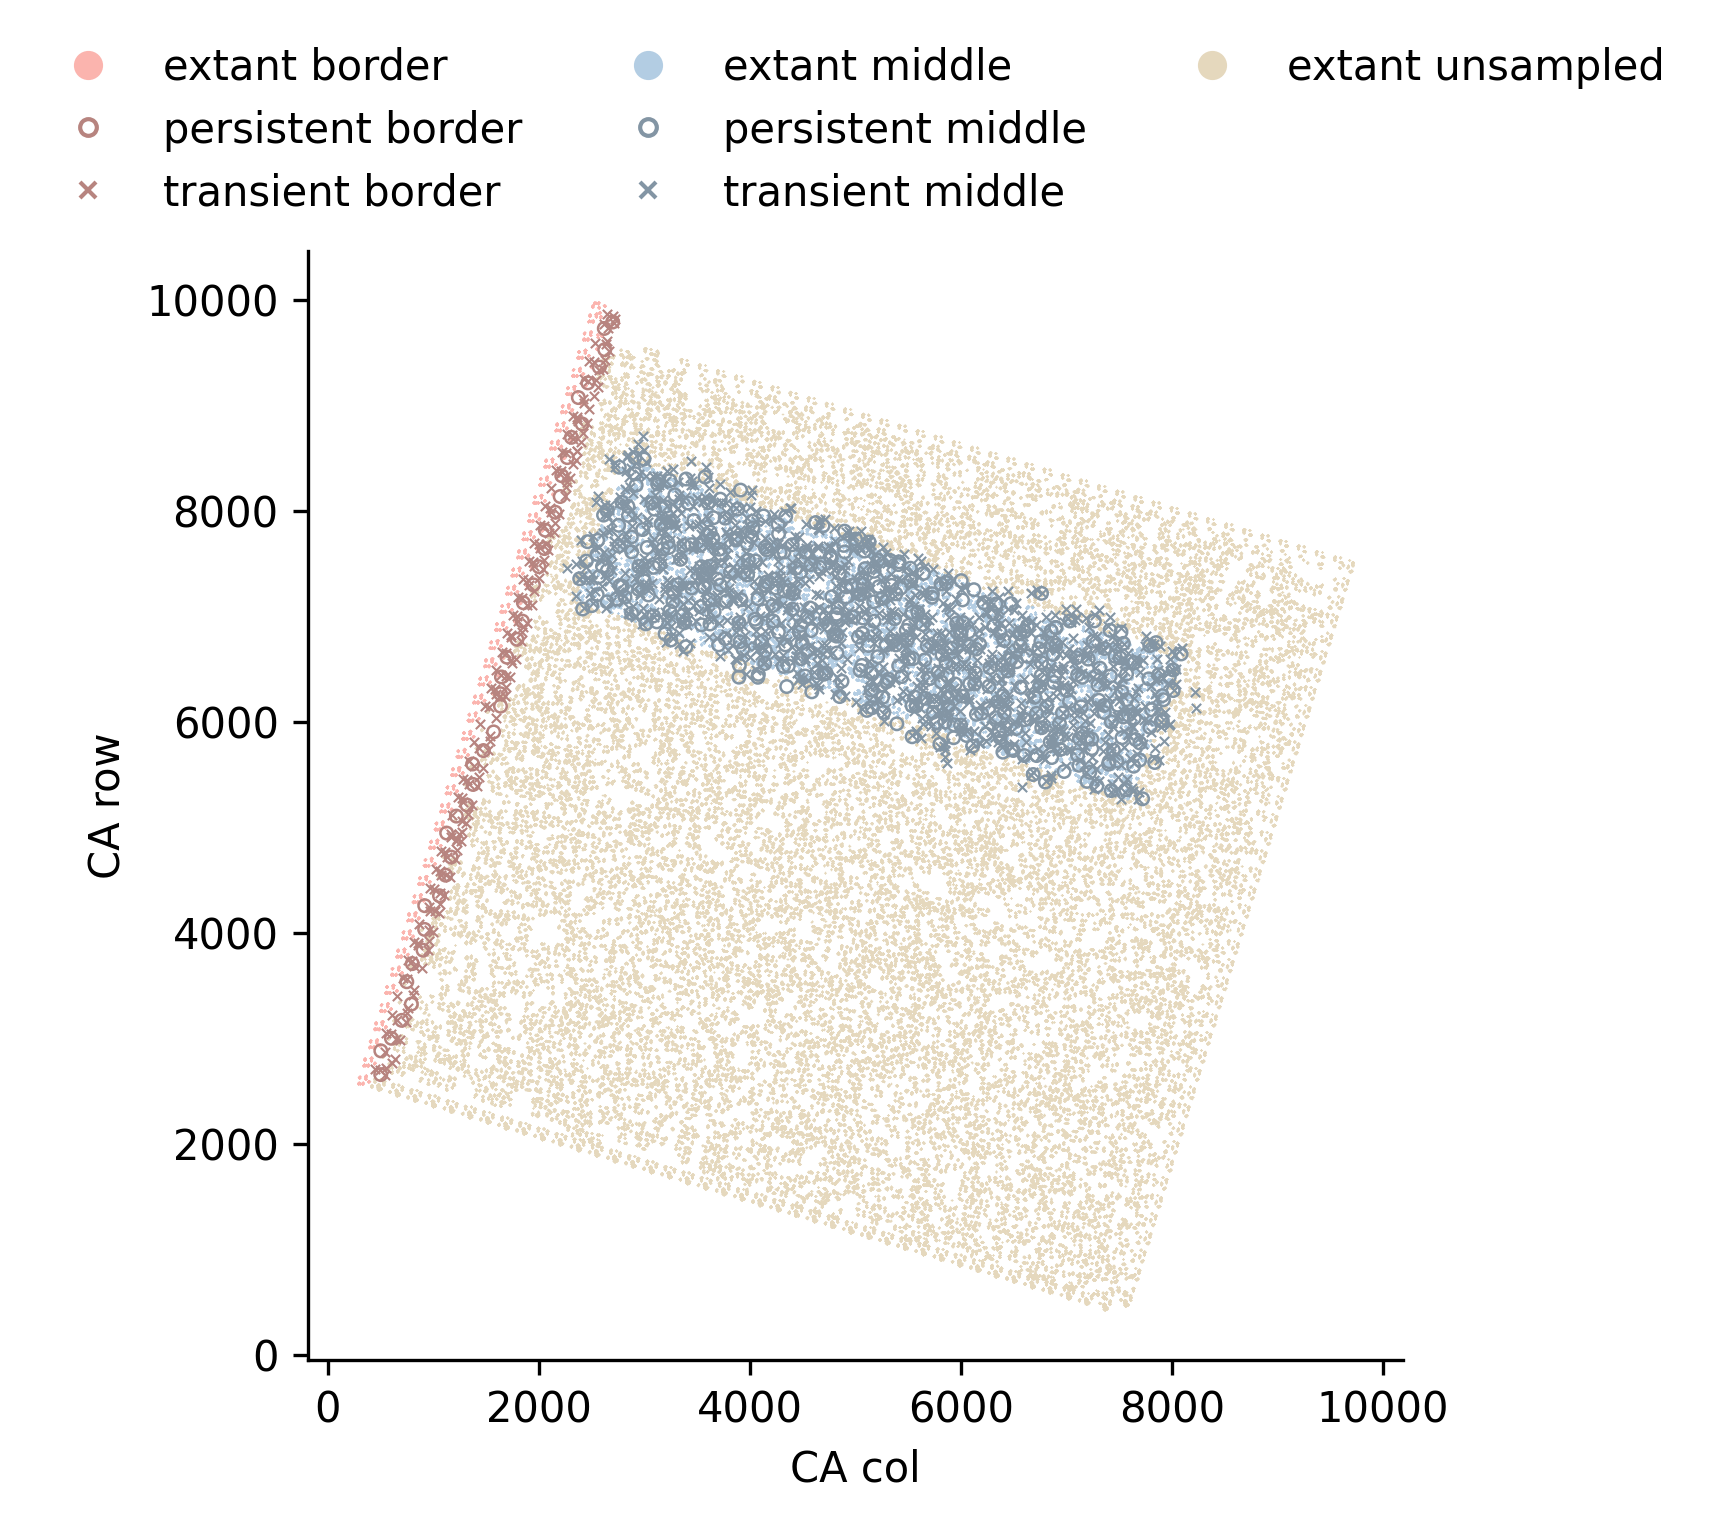 extant border
persistent border
transient border
extant middle
persistent middle
transient middle
extant unsampled
10000
8000
6000
4000
2000
0
CA row
0 2000 4000 6000 8000 10000
CA col